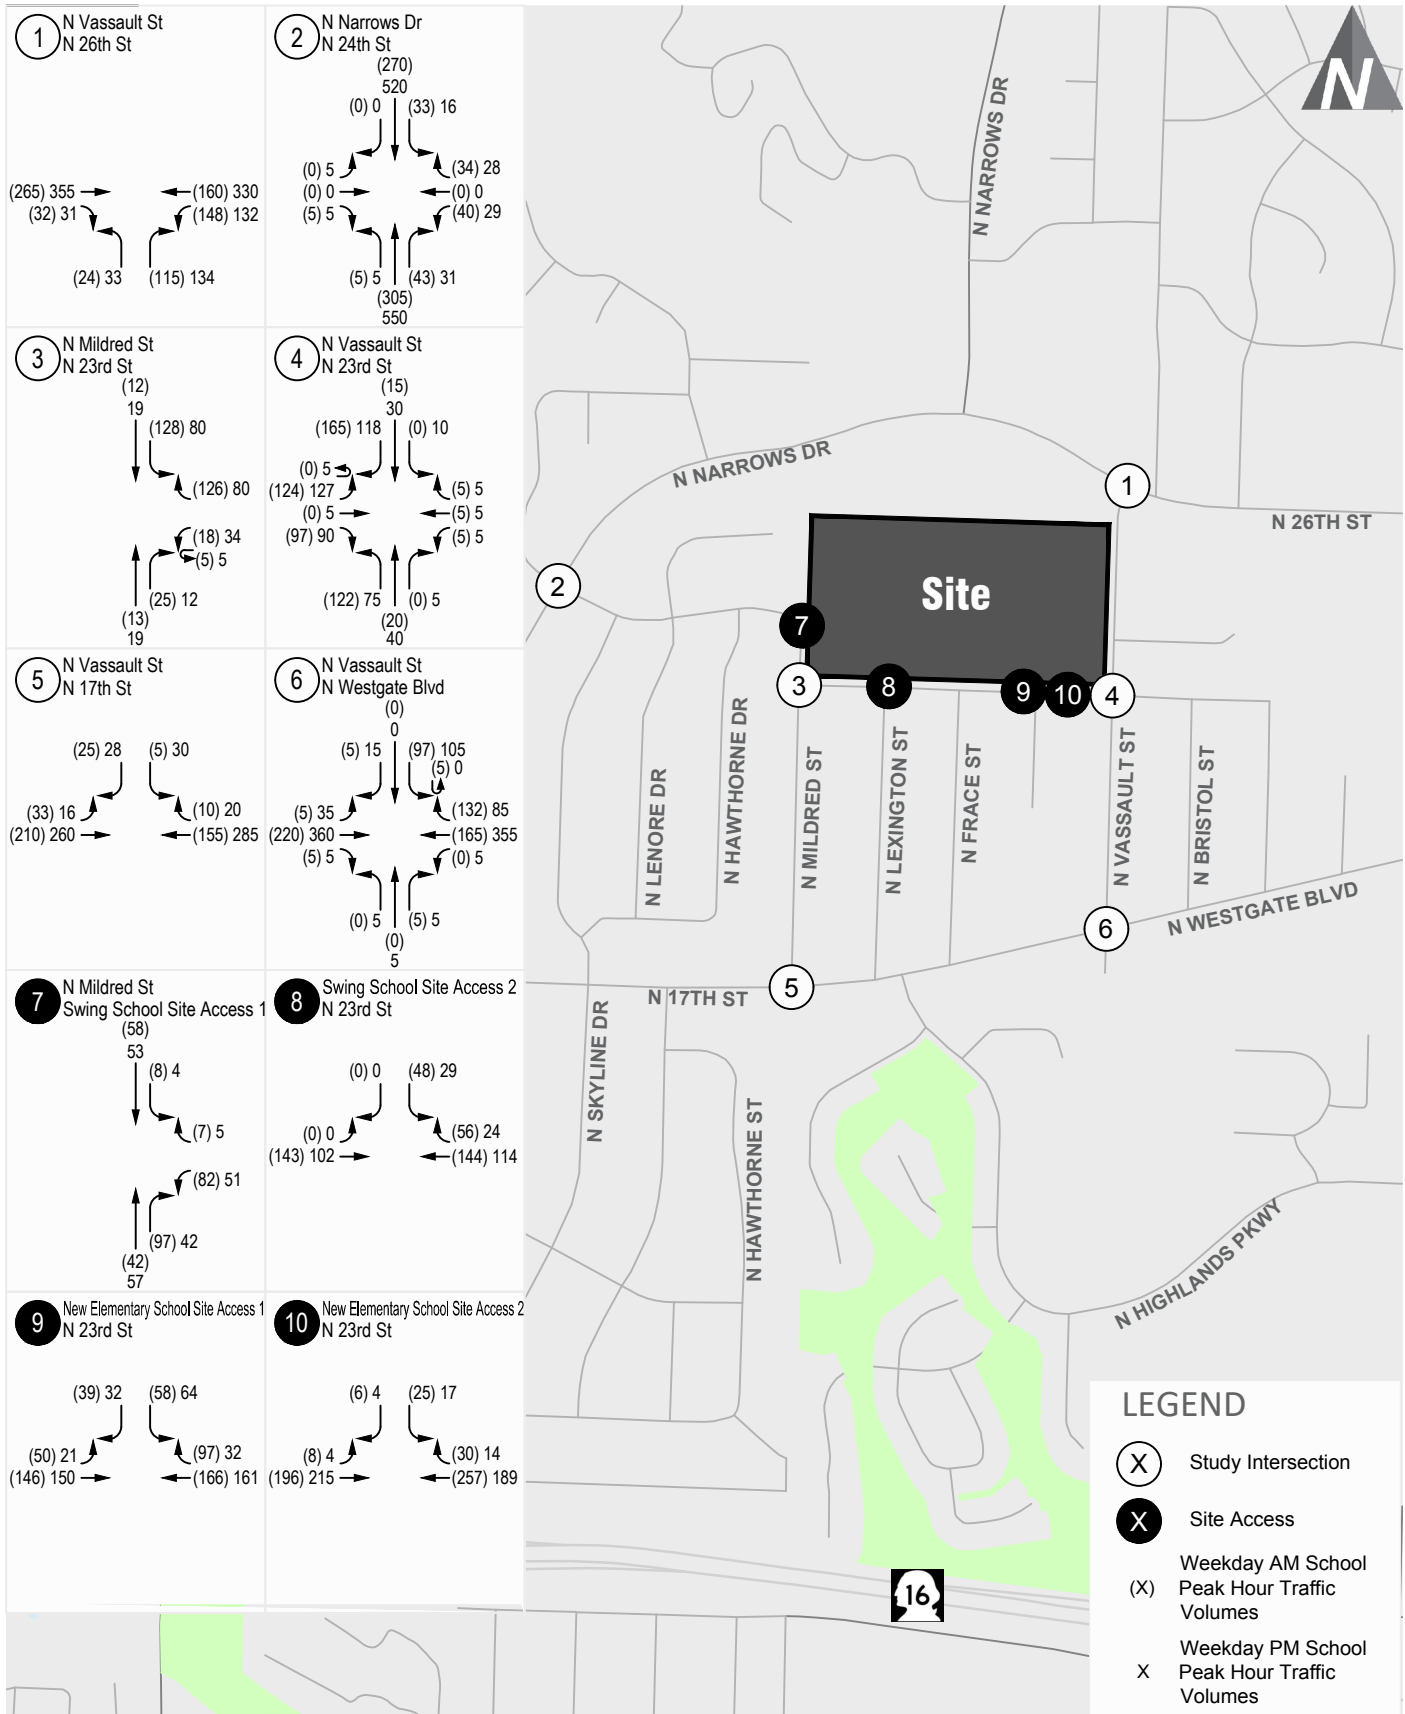 1
N Vassault St
N 26th St
(265) 355
(160) 330
(32) 31
(148) 132
(24) 33
(115) 134
2
N Narrows Dr
N 24th St
(270)
520
(0) 0
(33) 16
(0) 5
(34) 28
(0) 0
(0) 0
(5) 5
(40) 29
(5) 5
(43) 31
(305)
550
3
N Mildred St
N 23rd St
(12)
19
(128) 80
(126) 80
(18) 34
(5) 5
(25) 12
(13)
19
4
N Vassault St
N 23rd St
(15)
30
(165) 118
(0) 10
(0) 5
(124) 127
(5) 5
(0) 5
(5) 5
(97) 90
(5) 5
(122) 75
(0) 5
(20)
40
5
N Vassault St
N 17th St
(25) 28
(5) 30
(33) 16
(10) 20
(210) 260
(155) 285
6
N Vassault St
N Westgate Blvd
(0)
0
(5) 15
(97) 105
(5) 0
(5) 35
(132) 85
(220) 360
(165) 355
(5) 5
(0) 5
(0) 5
(5) 5
(0)
5
7
N Mildred St
Swing School Site Access 1
(58)
53
(8) 4
(7) 5
(82) 51
(97) 42
(42)
57
8
Swing School Site Access 2
N 23rd St
(0) 0
(48) 29
(0) 0
(56) 24
(143) 102
(144) 114
9
New Elementary School Site Access 1
N 23rd St
(39) 32
(58) 64
(50) 21
(97) 32
(146) 150
(166) 161
10
New Elementary School Site Access 2
N 23rd St
(6) 4
(25) 17
(8) 4
(30) 14
(196) 215
(257) 189
N
N NARROWS DR
N NARROWS DR
1
N 26TH ST
2
Site
7
3
8
9
10
4
N LENORE DR
N HAWTHORNE DR
N MILDRED ST
N LEXINGTON ST
N FRACE ST
N VASSAULT ST
N BRISTOL ST
N WESTGATE BLVD
6
5
N 17TH ST
N SKYLINE DR
N HAWTHORNE ST
N HIGHLANDS PKWY
16
LEGEND
X Study Intersection
X Site Access
Weekday AM School
(X) Peak Hour Traffic
Volumes
Weekday PM School
X Peak Hour Traffic
Volumes